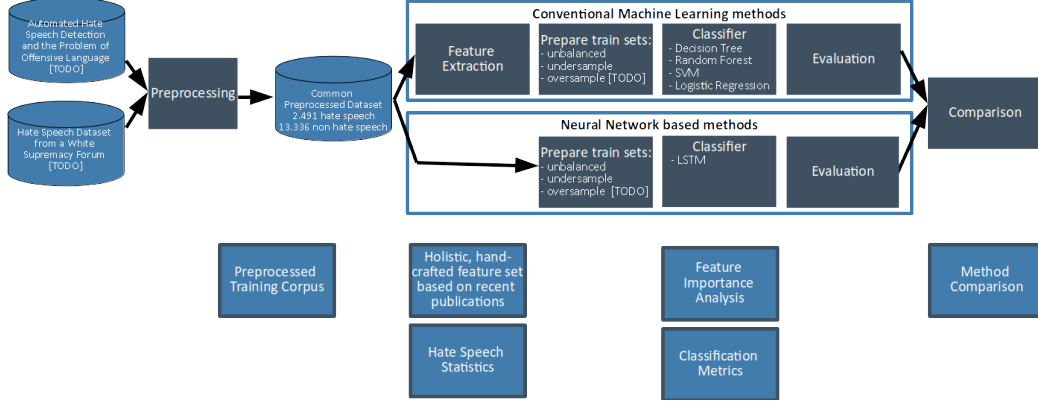 Automated Hate
Speech Detection
and the Problem of
Offensive Language
[TODO]
Hate Speech Dataset
from a White
Supremacy Forum
[TODO]
Preprocessing
Common
Preprocessed Dataset
2.491 hate speech
13.336 non hate speech
Conventional Machine Learning methods
Feature
Extraction
Prepare train sets:
- unbalanced
- undersample
- oversample [TODO]
Classifier
- Decision Tree
- Random Forest
- SVM
- Logistic Regression
Evaluation
Neural Network based methods
Prepare train sets:
- unbalanced
- undersample
- oversample  [TODO]
Classifier
- LSTM
Evaluation
Comparison
Preprocessed
Training Corpus
Holistic, hand-
crafted feature set
based on recent
publications
Feature
Importance
Analysis
Method
Comparison
Hate Speech
Statistics
Classification
Metrics